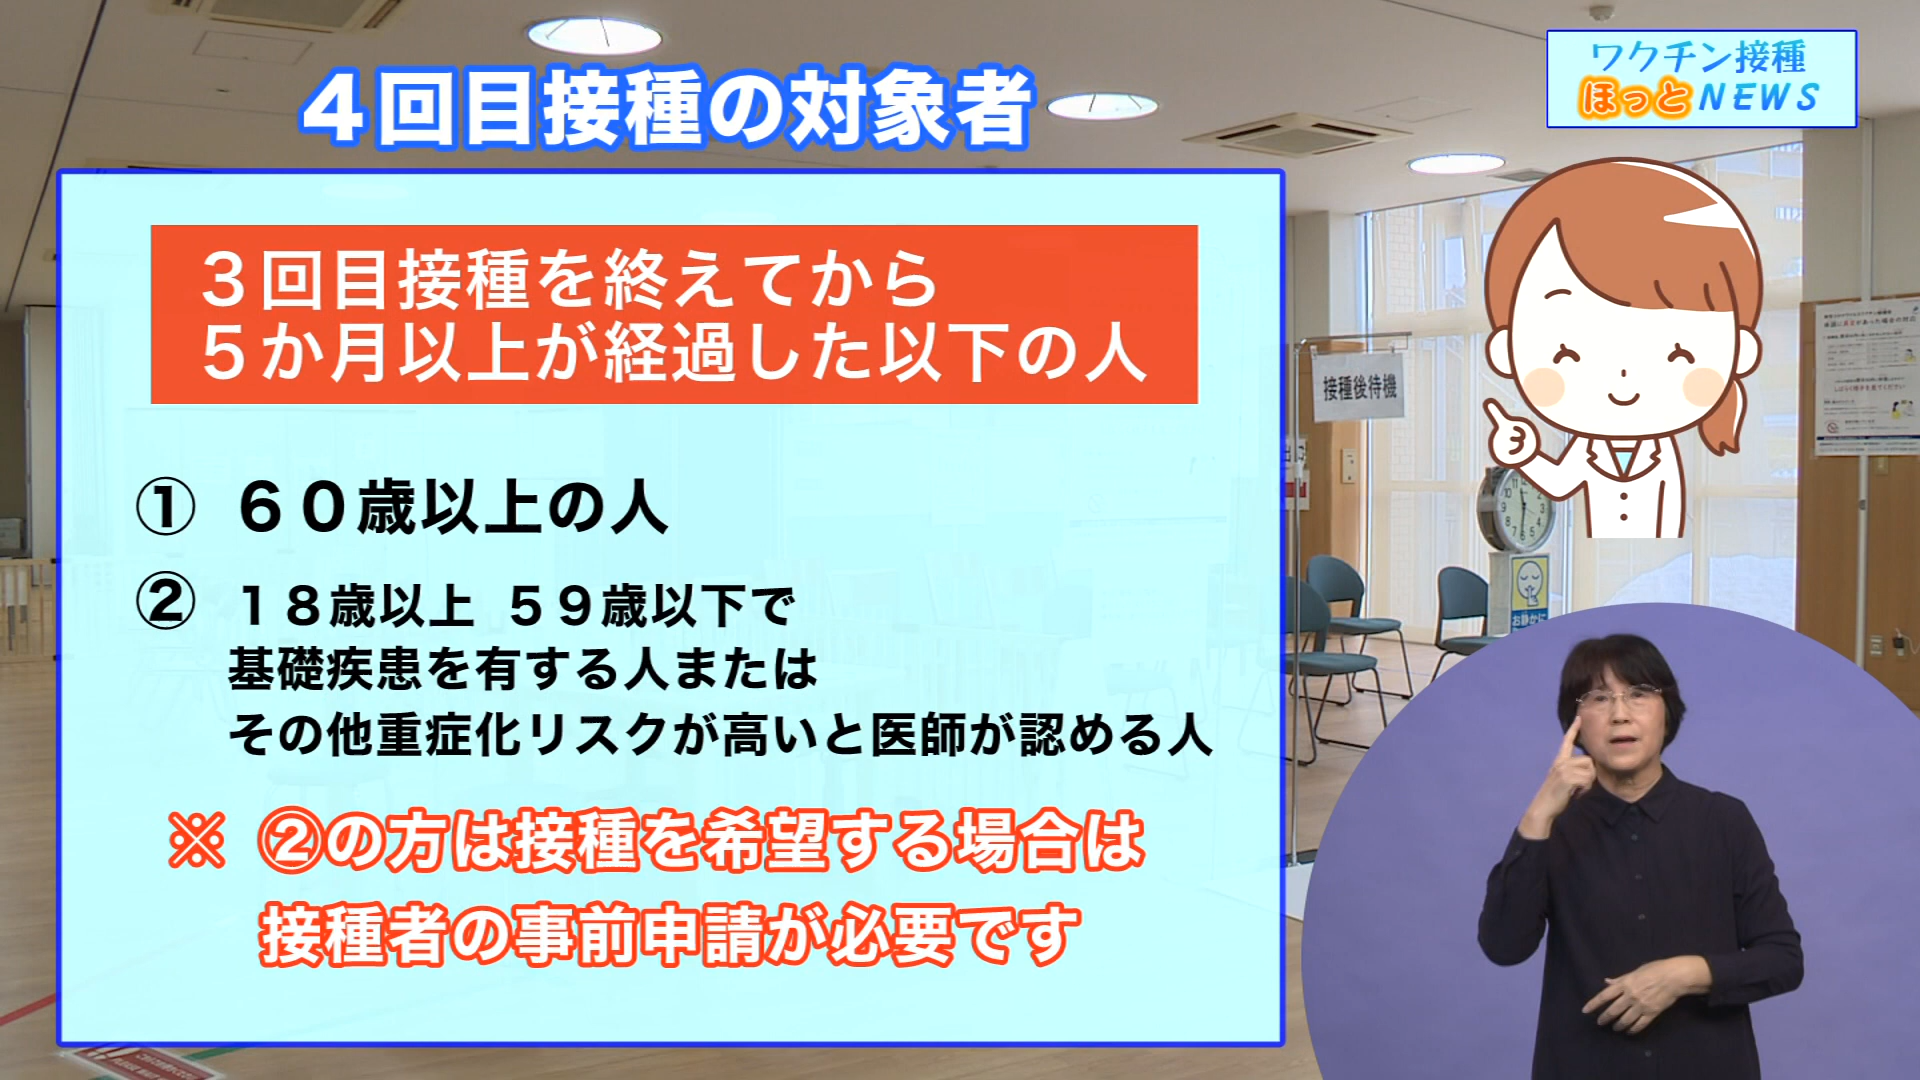 ４回目接種の対象者
ワクチン接種
ほっとNEWS
３回目接種を終えてから
５か月以上が経過した以下の人
① ６０歳以上の人
② １８歳以上 ５９歳以下で
基礎疾患を有する人または
その他重症化リスクが高いと医師が認める人
※ ②の方は接種を希望する場合は
接種者の事前申請が必要です
接種後待機
お静かに